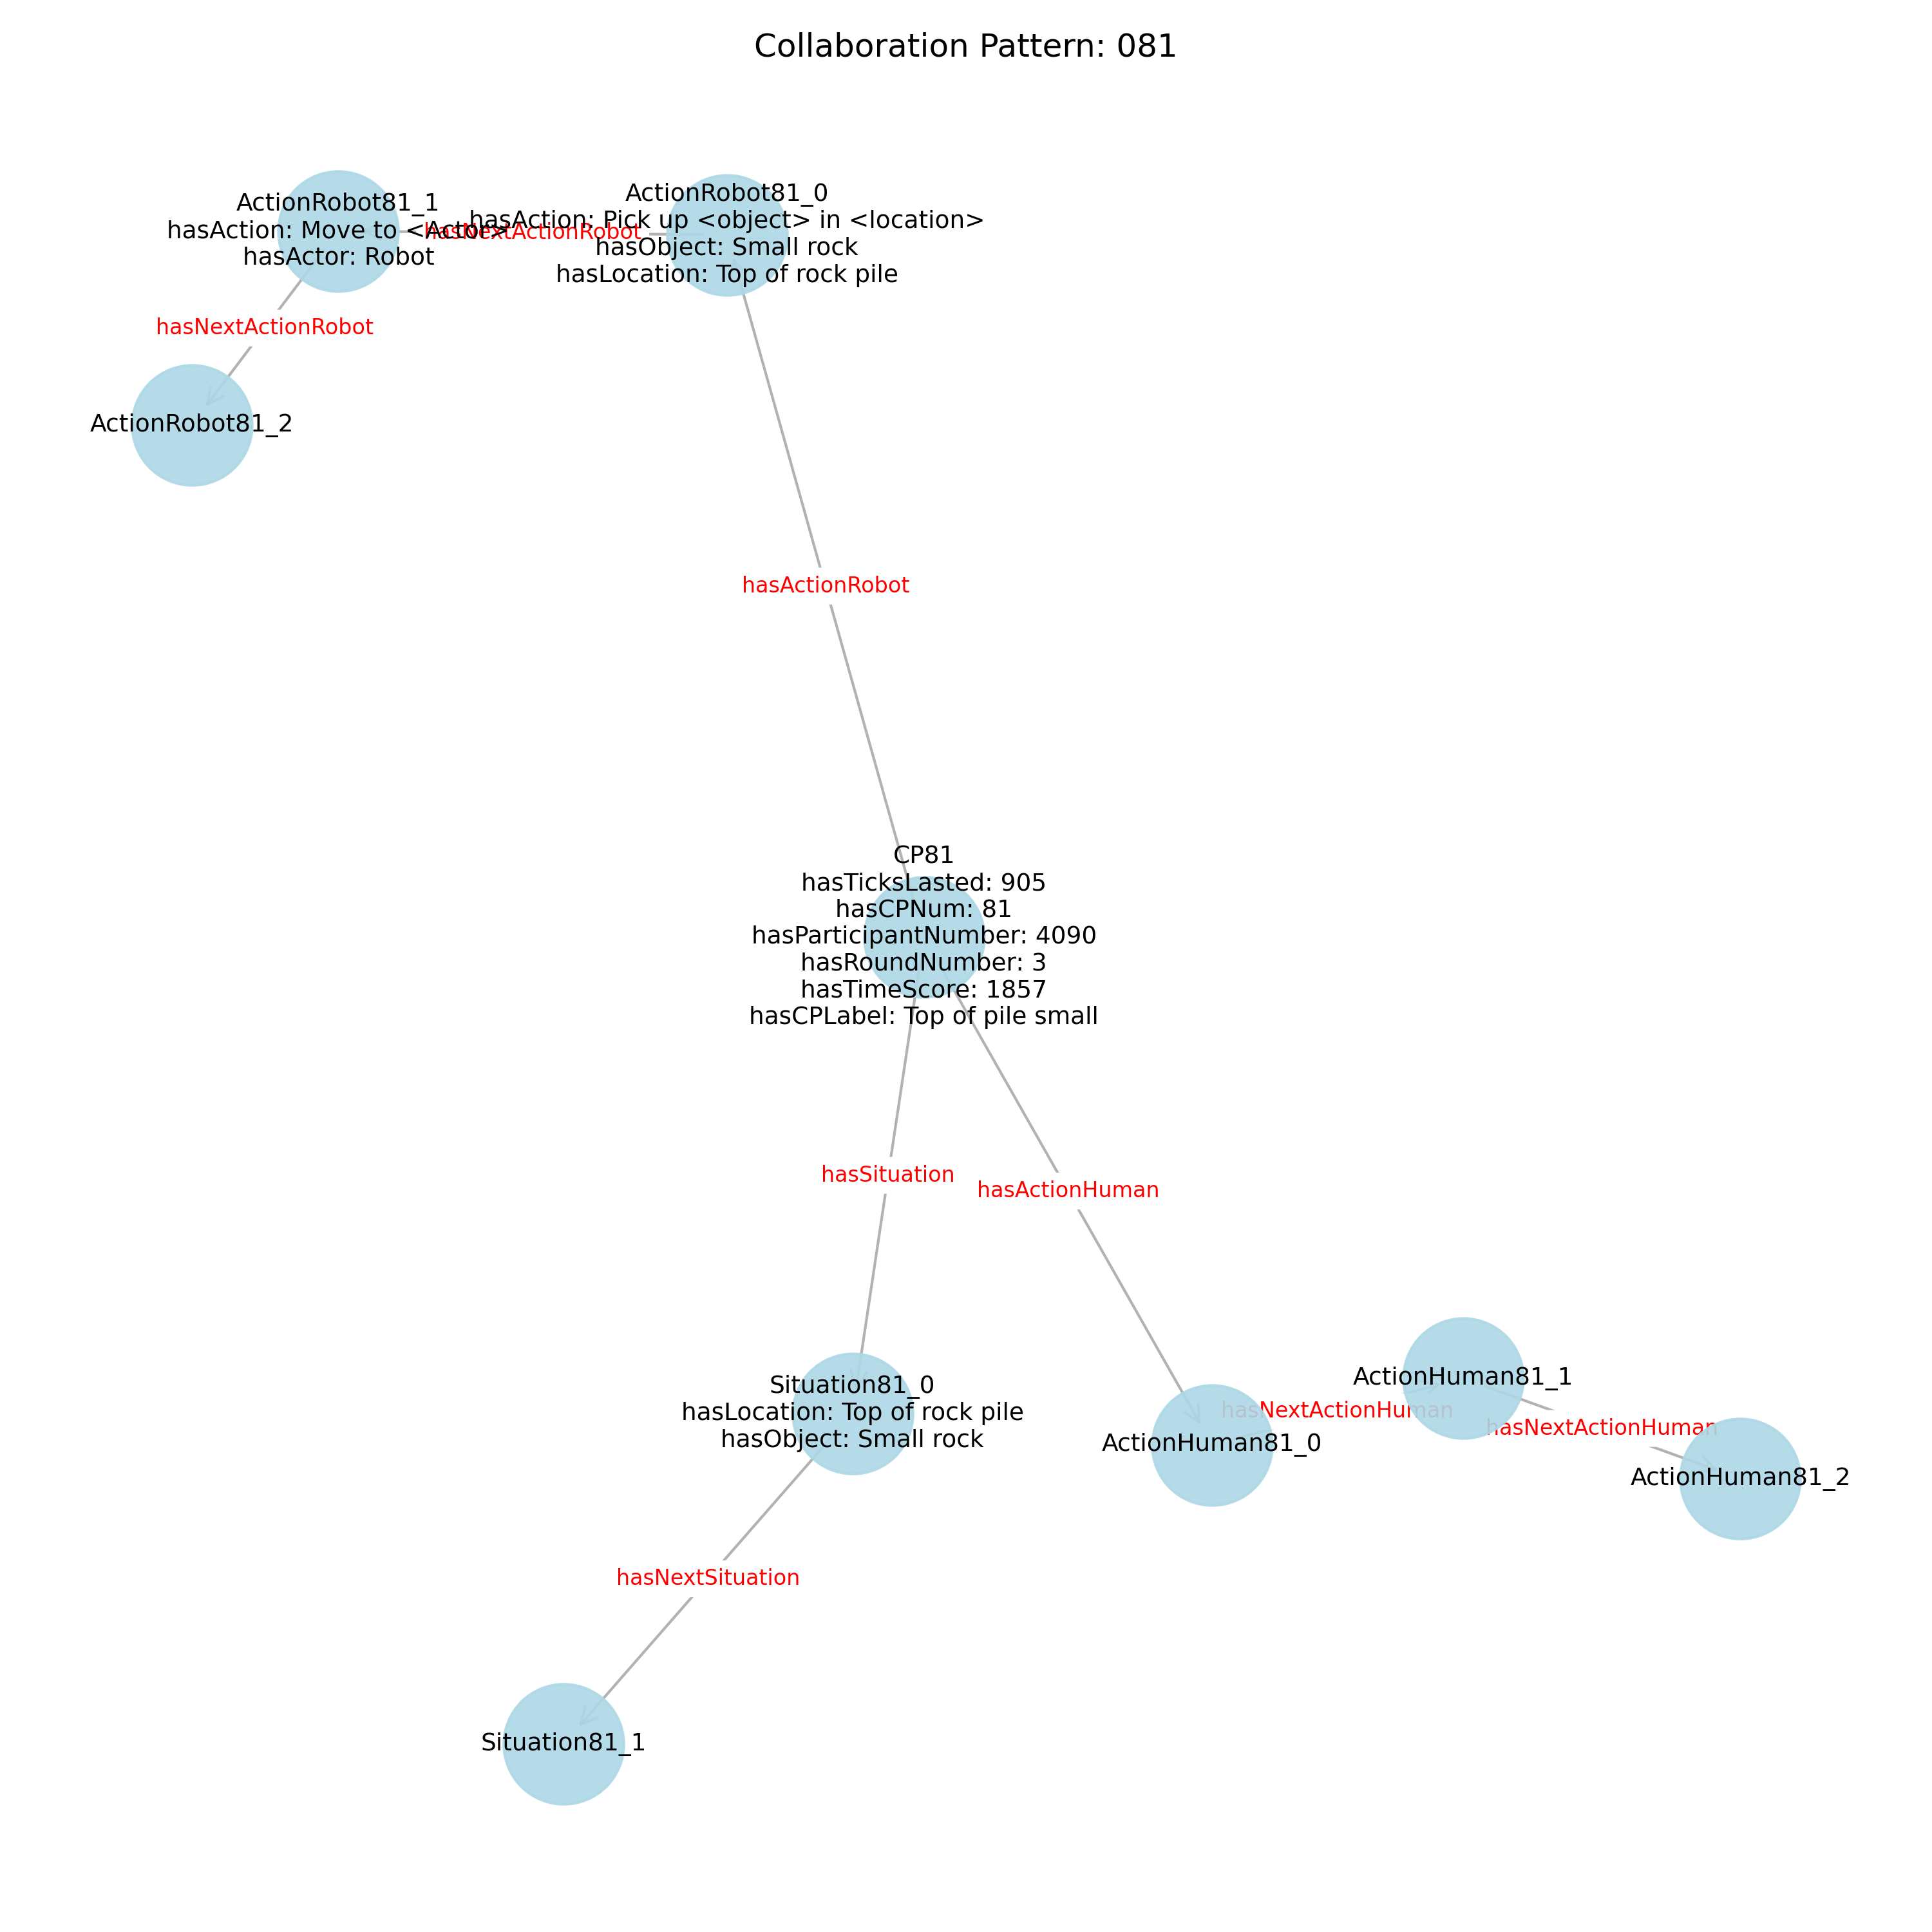 Collaboration Pattern: 081
ActionRobot81_1
hasAction: Move to <Actor>
hasActor: Robot
hasNextActionRobot
ActionRobot81_0
hasAction: Pick up <object> in <location>
hasObject: Small rock
hasLocation: Top of rock pile
hasNextActionRobot
ActionRobot81_2
hasActionRobot
CP81
hasTicksLasted: 905
hasCPNum: 81
hasParticipantNumber: 4090
hasRoundNumber: 3
hasTimeScore: 1857
hasCPLabel: Top of pile small
hasSituation
hasActionHuman
Situation81_0
hasLocation: Top of rock pile
hasObject: Small rock
ActionHuman81_0
hasNextActionHuman
ActionHuman81_1
hasNextActionHuman
ActionHuman81_2
hasNextSituation
Situation81_1